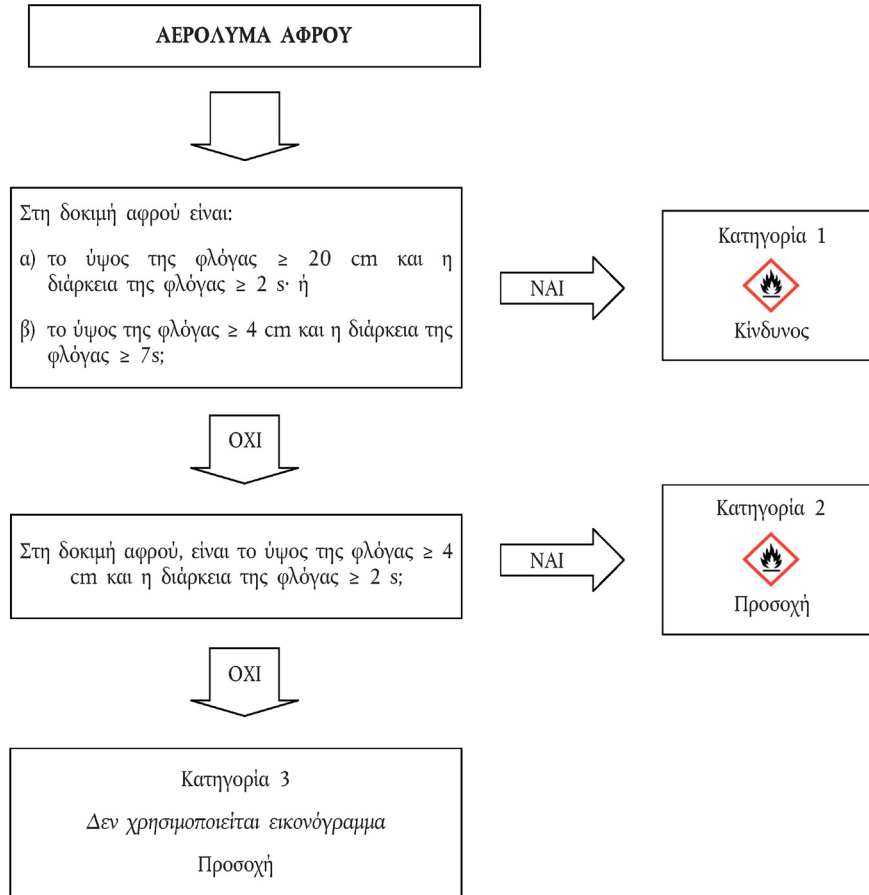 ΑΕΡΟΛΥΜΑ ΑΦΡΟΥ
Στη δοκιμή αφρού είναι:
α) το ύψος της φλόγας ≥ 20 cm και η
διάρκεια της φλόγας ≥ 2 s· ή
β) το ύψος της φλόγας ≥ 4 cm και η διάρκεια της
φλόγας ≥ 7s;
ΝΑΙ
Κατηγορία 1
Κίνδυνος
ΟΧΙ
Στη δοκιμή αφρού, είναι το ύψος της φλόγας ≥ 4
cm και η διάρκεια της φλόγας ≥ 2 s;
ΝΑΙ
Κατηγορία 2
Προσοχή
ΟΧΙ
Κατηγορία 3
Δεν χρησιμοποιείται εικονόγραμμα
Προσοχή